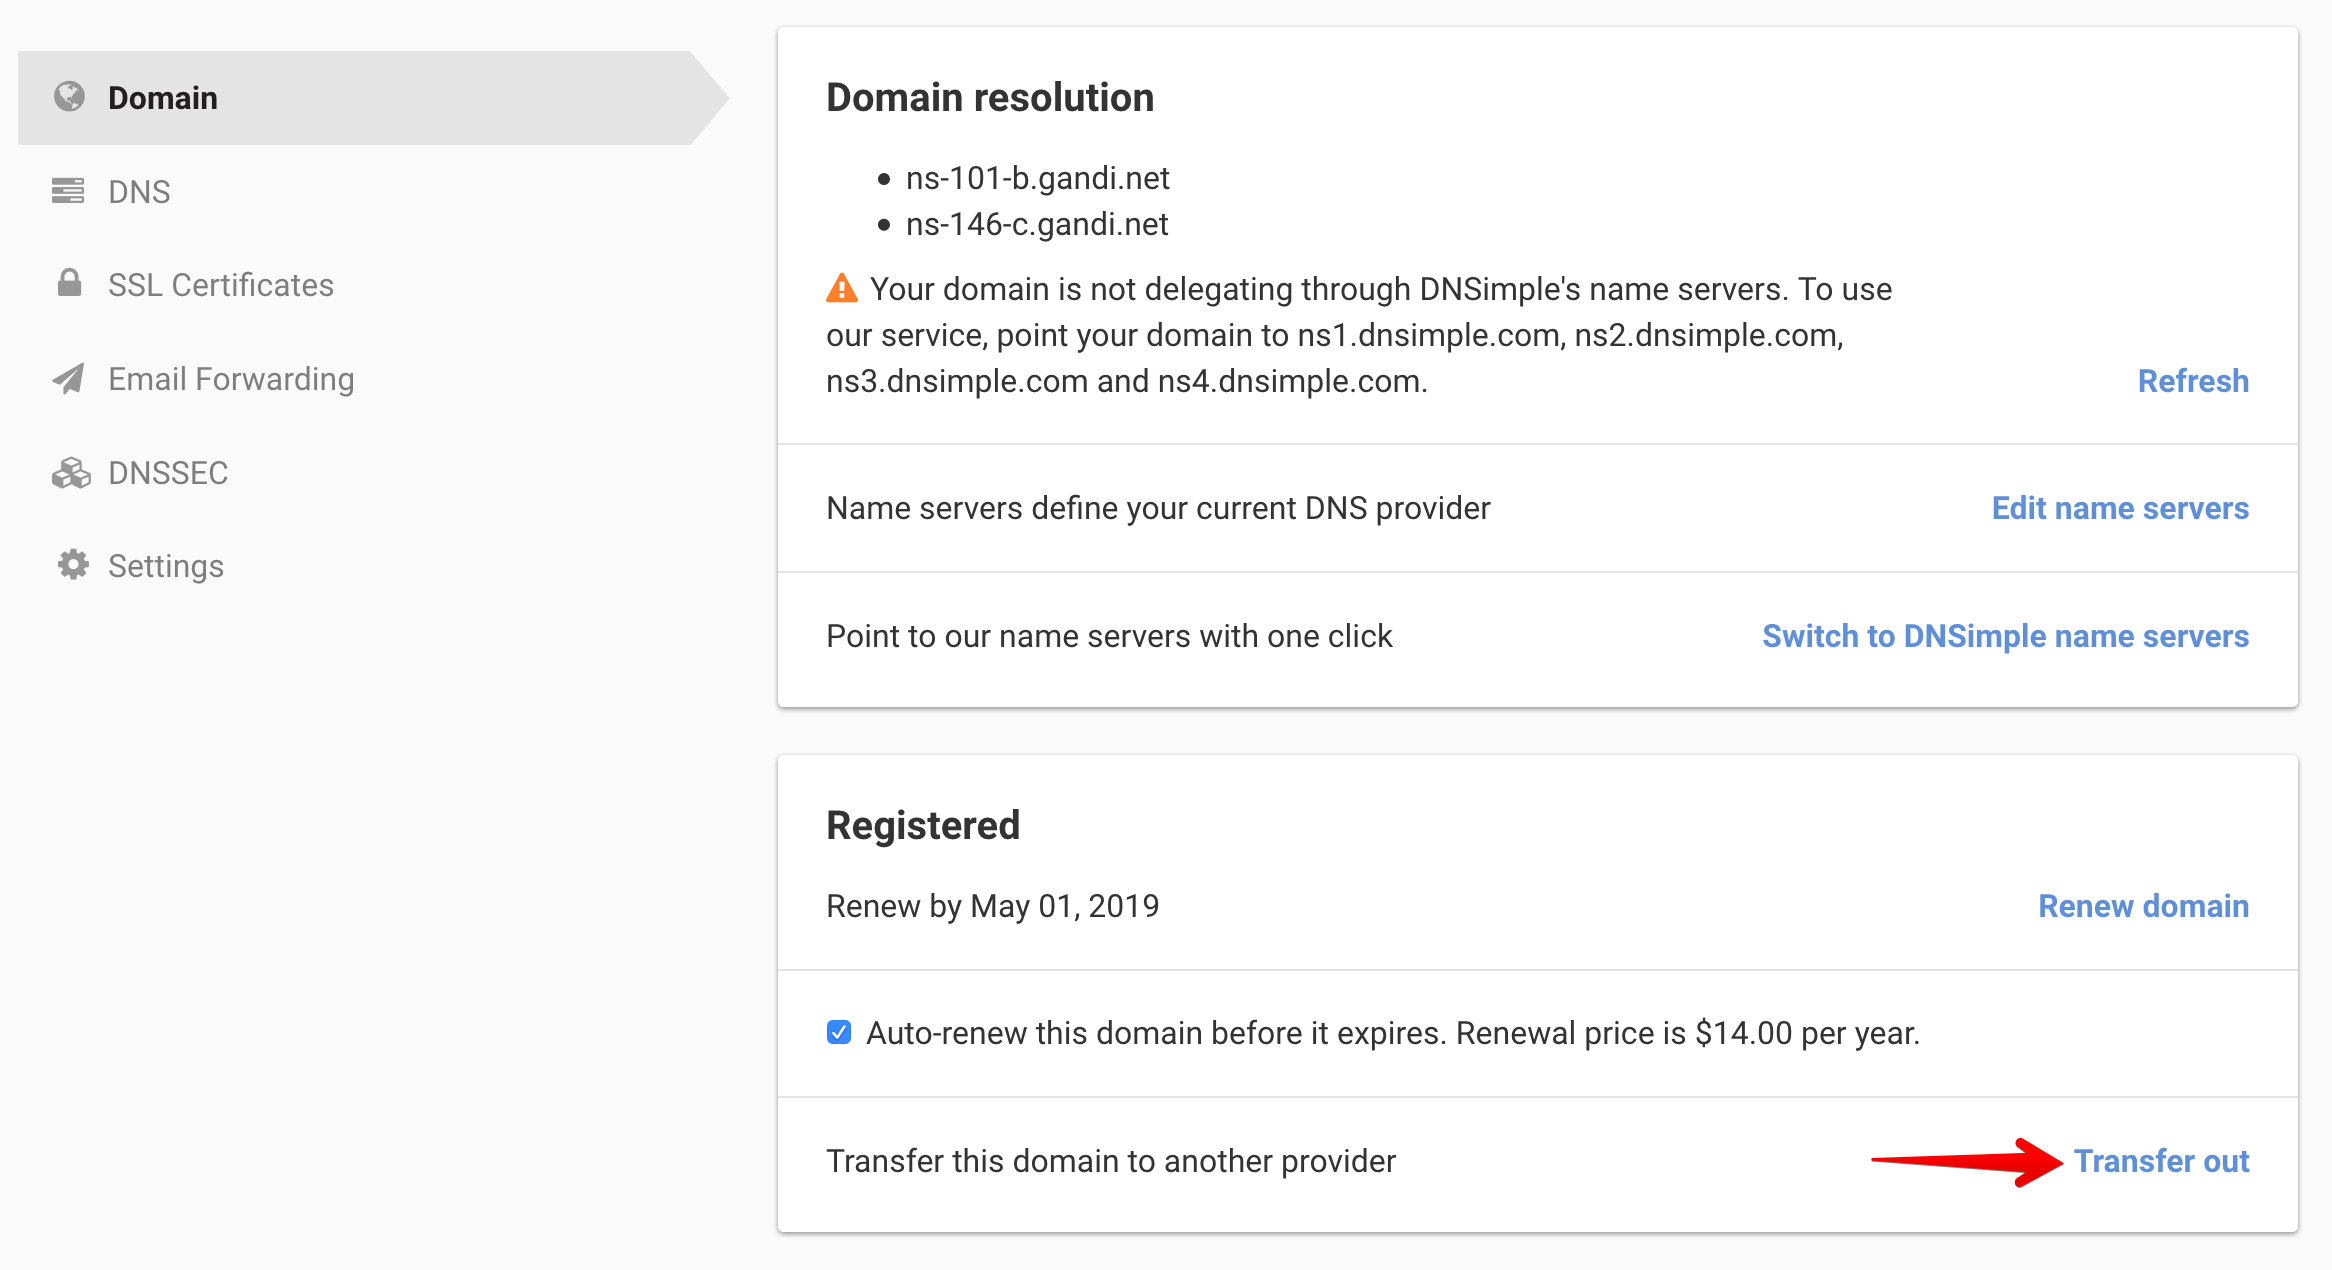 Domain
DNS
SSL Certificates
Email Forwarding
DNSSEC
Settings
Domain resolution
ns-101-b.gandi.net
ns-146-c.gandi.net
Your domain is not delegating through DNSimple's name servers. To use
our service, point your domain to ns1.dnsimple.com, ns2.dnsimple.com,
ns3.dnsimple.com and ns4.dnsimple.com.
Refresh
Name servers define your current DNS provider
Edit name servers
Point to our name servers with one click
Switch to DNSimple name servers
Registered
Renew by May 01, 2019
Renew domain
Auto-renew this domain before it expires. Renewal price is $14.00 per year.
Transfer this domain to another provider
Transfer out